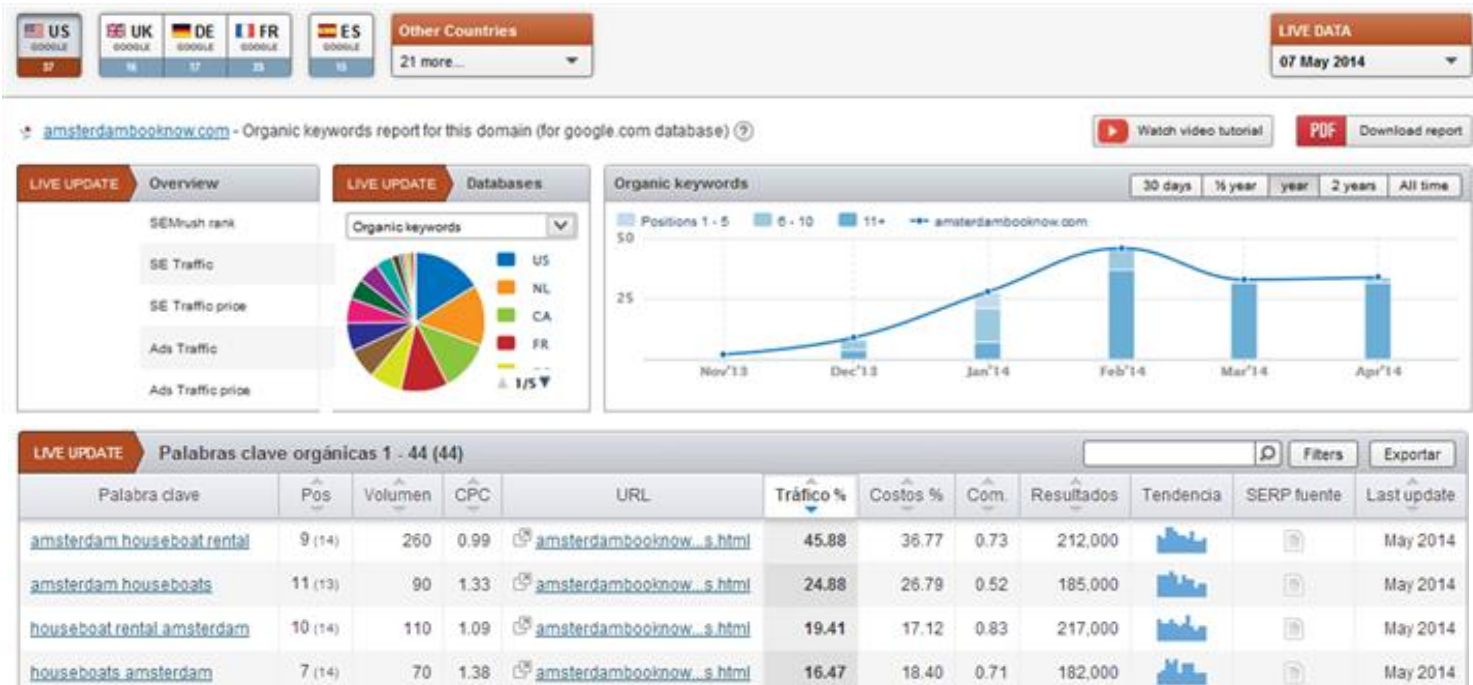 US UK DE FR ES Other Countries LIVE DATA
GOOGLE GOOGLE GOOGLE GOOGLE GOOGLE 21 more... 07 May 2014
37 16 17 25 15
amsterdambooknow.com - Organic keywords report for this domain (for google.com database) ? Watch video tutorial PDF Download report
LIVE UPDATE Overview
SEMrush rank
SE Traffic
SE Traffic price
Ads Traffic
Ads Traffic price
LIVE UPDATE Databases
Organic keywords
US
NL
CA
FR
1/5
Organic keywords 30 days ½ year year 2 years All time
Positions 1 - 5 6 - 10 11+ amsterdambooknow.com
50
25
Nov'13 Dec'13 Jan'14 Feb'14 Mar'14 Apr'14
LIVE UPDATE Palabras clave orgánicas 1 - 44 (44) Filters Exportar
Palabra clave Pos Volumen CPC URL Tráfico % Costos % Com. Resultados Tendencia SERP fuente Last update
amsterdam houseboat rental 9 (14) 260 0.99 amsterdambooknow...s.html 45.88 36.77 0.73 212,000 May 2014
amsterdam houseboats 11 (13) 90 1.33 amsterdambooknow...s.html 24.88 26.79 0.52 185,000 May 2014
houseboat rental amsterdam 10 (14) 110 1.09 amsterdambooknow...s.html 19.41 17.12 0.83 217,000 May 2014
houseboats amsterdam 7 (14) 70 1.38 amsterdambooknow...s.html 16.47 18.40 0.71 182,000 May 2014